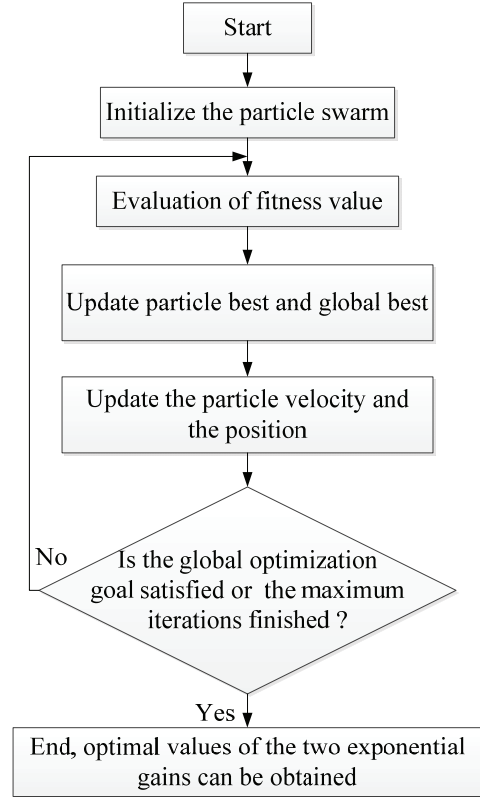 Start
Initialize the particle swarm
Evaluation of fitness value
Update particle best and global best
Update the particle velocity and
the position
No
Is the global optimization
goal satisfied or the maximum
iterations finished ?
Yes
End, optimal values of the two exponential
gains can be obtained